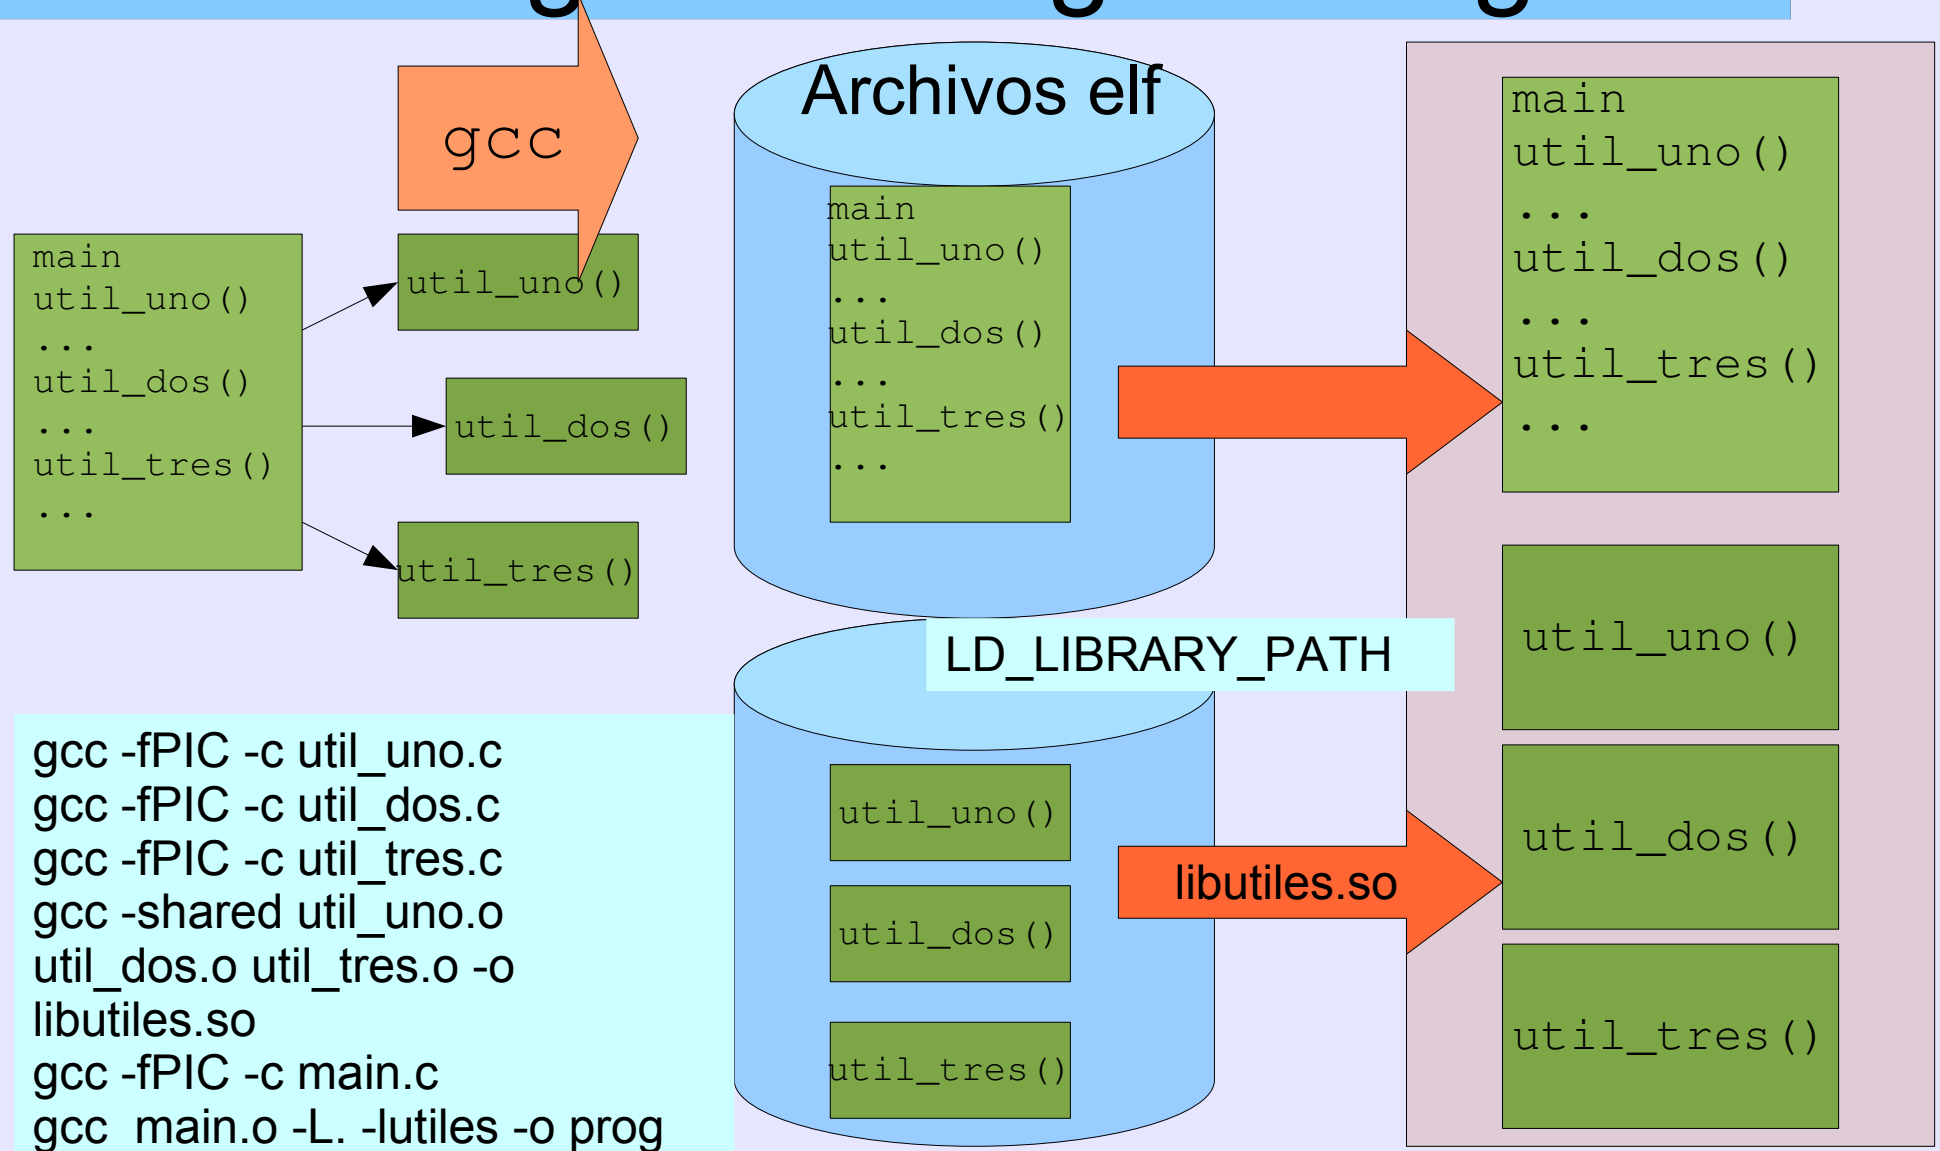 gcc
main
util_uno()
...
util_dos()
...
util_tres()
...
util_uno()
util_dos()
util_tres()
Archivos elf
main
util_uno()
...
util_dos()
...
util_tres()
...
main
util_uno()
...
util_dos()
...
util_tres()
...
LD_LIBRARY_PATH
util_uno()
util_dos()
util_tres()
libutiles.so
util_uno()
util_dos()
util_tres()
gcc -fPIC -c util_uno.c
gcc -fPIC -c util_dos.c
gcc -fPIC -c util_tres.c
gcc -shared util_uno.o
util_dos.o util_tres.o -o
libutiles.so
gcc -fPIC -c main.c
gcc  main.o -L. -lutiles -o prog